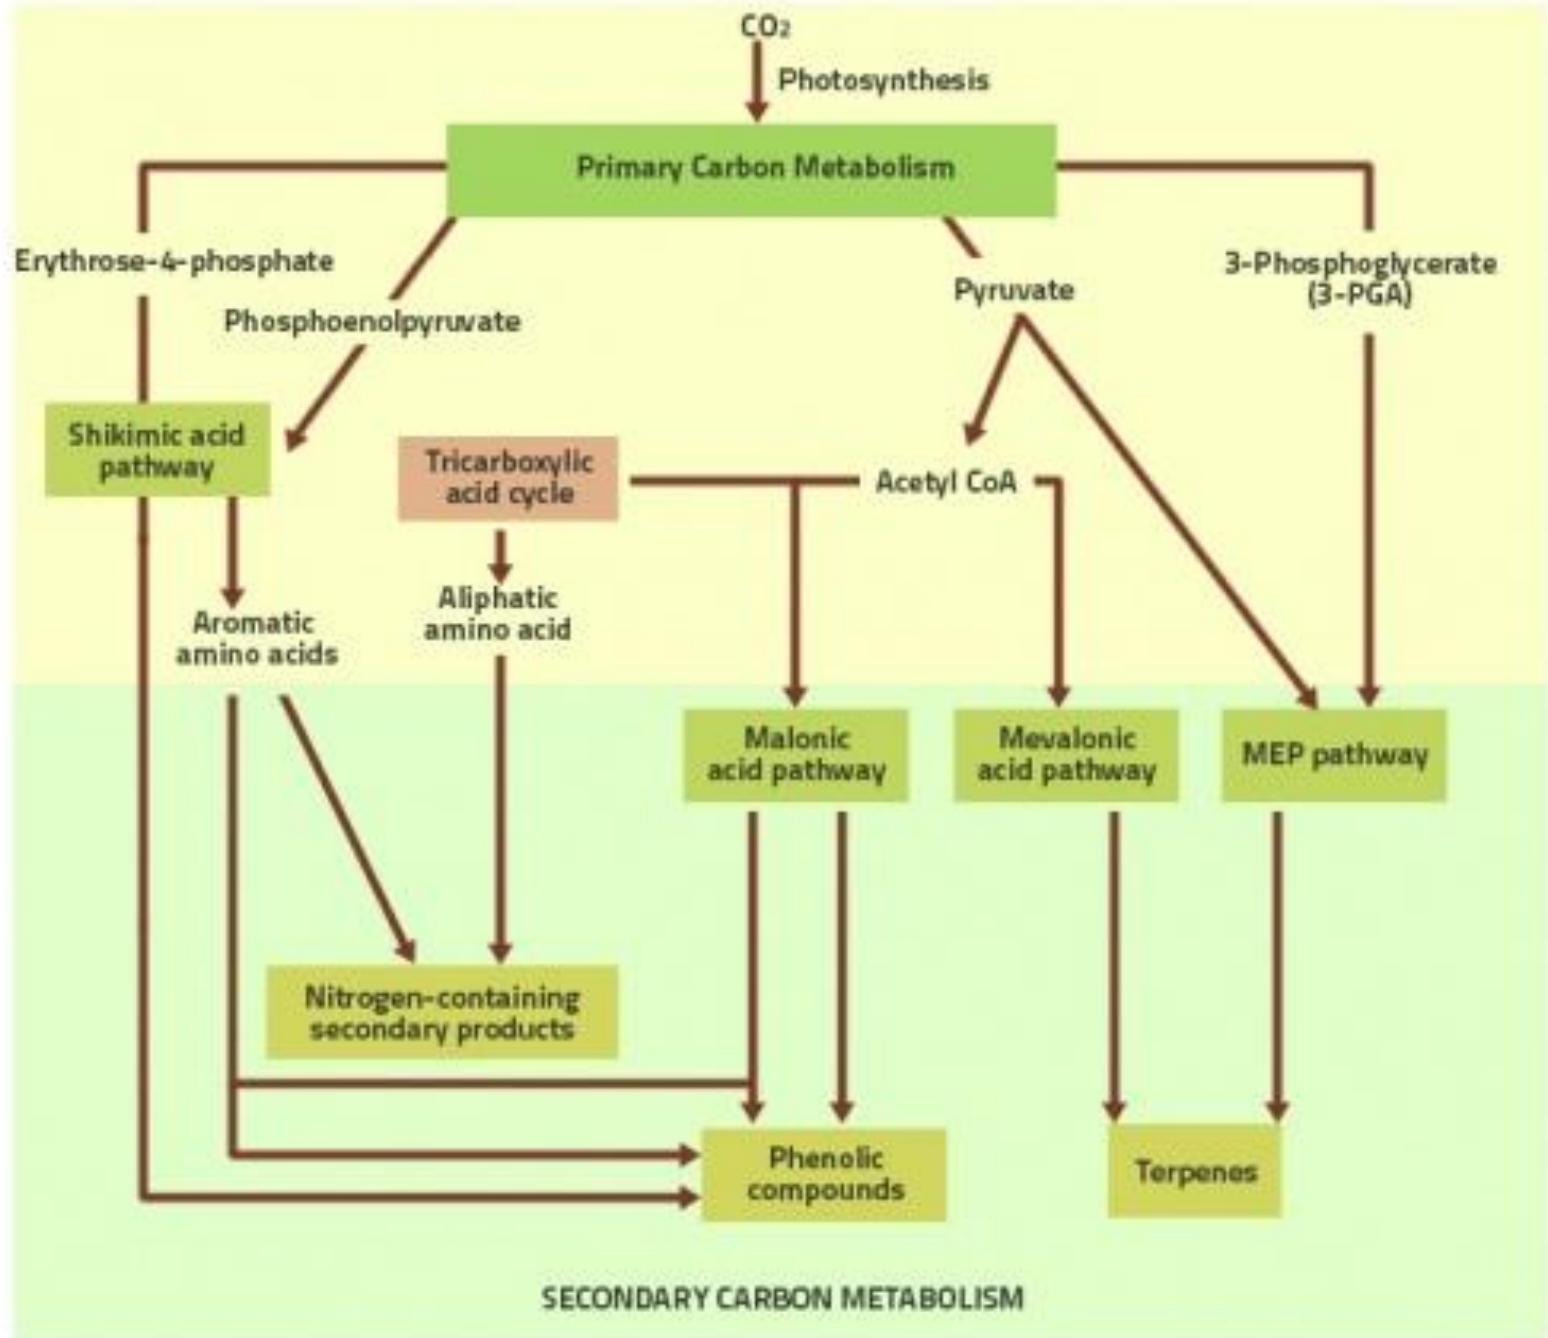 CO₂
Photosynthesis
Primary Carbon Metabolism
Erythrose-4-phosphate
Phosphoenolpyruvate
Pyruvate
3-Phosphoglycerate
(3-PGA)
Shikimic acid
pathway
Tricarboxylic
acid cycle
Acetyl CoA
Aromatic
amino acids
Aliphatic
amino acid
Malonic
acid pathway
Mevalonic
acid pathway
MEP pathway
Nitrogen-containing
secondary products
Phenolic
compounds
Terpenes
SECONDARY CARBON METABOLISM